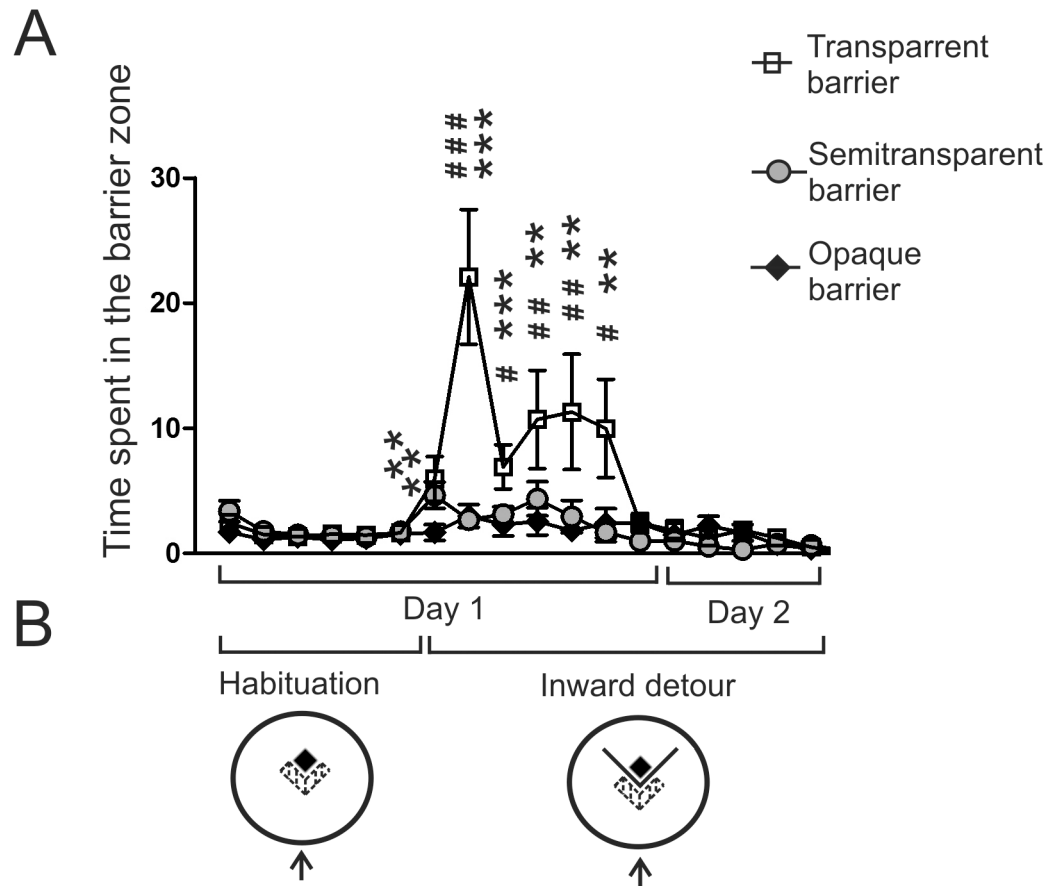 A
Transparrent
barrier
Semitransparent
barrier
Opaque
barrier
Time spent in the barrier zone
30
20
10
0
###
***
***
#
**
##
**
##
**
#
**
**
Day 1
Day 2
B
Habituation
Inward detour